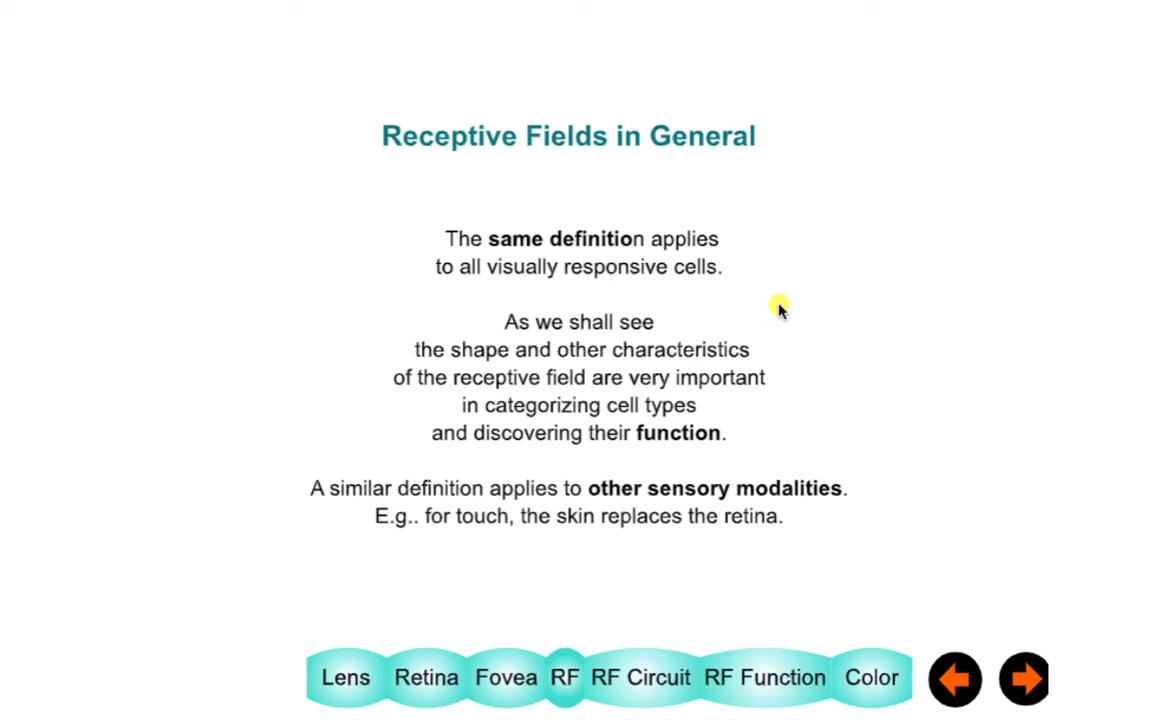 Receptive Fields in General
The same definition applies
to all visually responsive cells.
As we shall see
the shape and other characteristics
of the receptive field are very important
in categorizing cell types
and discovering their function.
A similar definition applies to other sensory modalities.
E.g.. for touch, the skin replaces the retina.
Lens Retina Fovea RF RF Circuit RF Function Color